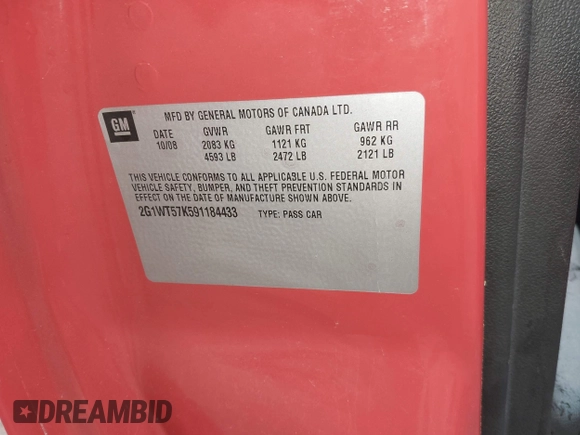 GM
MFD BY GENERAL MOTORS OF CANADA LTD.
DATE GVWR GAWR FRT GAWR RR
10/08 2083 KG 1121 KG 962 KG
4593 LB 2472 LB 2121 LB
THIS VEHICLE CONFORMS TO ALL APPLICABLE U.S. FEDERAL MOTOR
VEHICLE SAFETY, BUMPER, AND THEFT PREVENTION STANDARDS IN
EFFECT ON THE DATE OF MANUFACTURE SHOWN ABOVE.
2G1WT57K591184433 TYPE: PASS CAR
DREAMBID